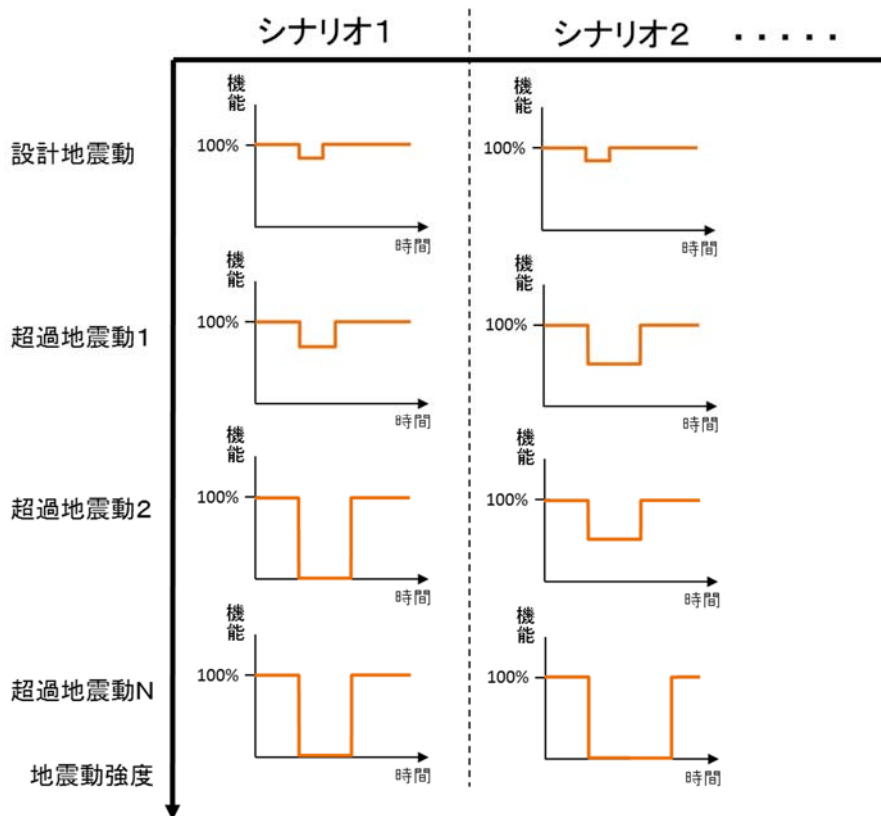 シナリオ1
シナリオ2 ・・・・・
設計地震動
機能
100%
時間
機能
100%
時間
超過地震動1
機能
100%
時間
機能
100%
時間
超過地震動2
機能
100%
時間
機能
100%
時間
超過地震動N
機能
100%
時間
機能
100%
時間
地震動強度